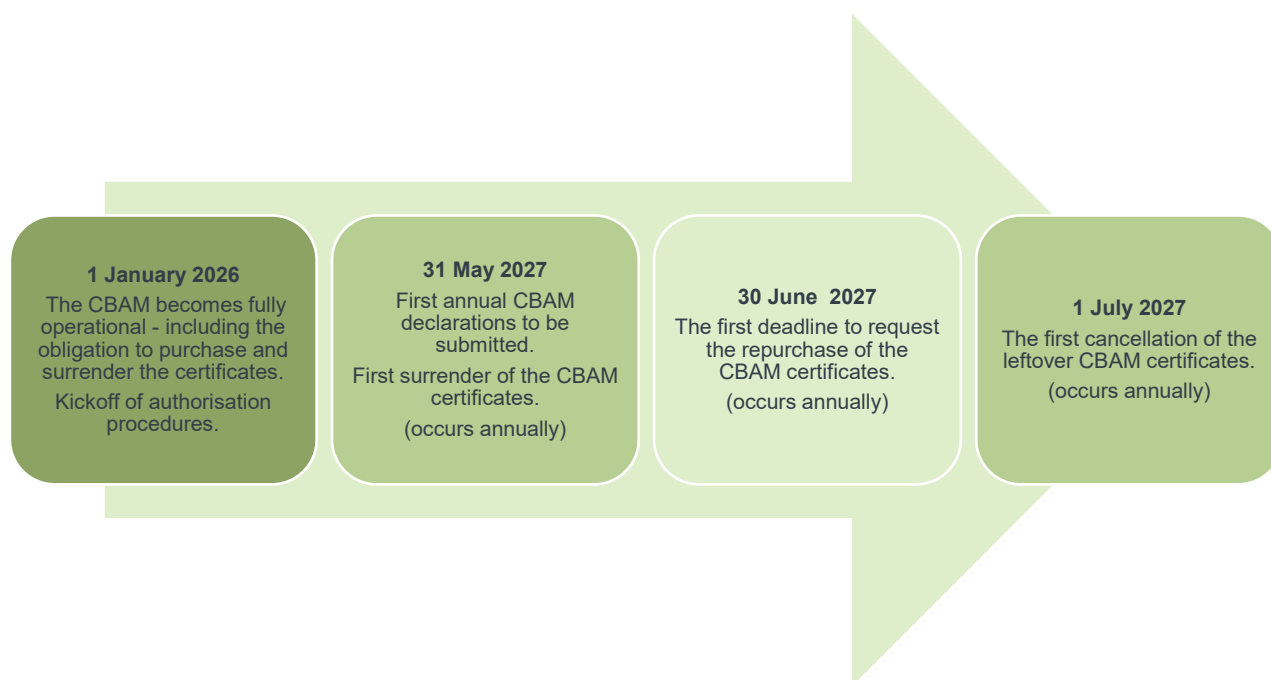 1 January 2026
The CBAM becomes fully
operational - including the
obligation to purchase and
surrender the certificates.
Kickoff of authorisation
procedures.
31 May 2027
First annual CBAM
declarations to be
submitted.
First surrender of the CBAM
certificates.
(occurs annually)
30 June  2027
The first deadline to request
the repurchase of the
CBAM certificates.
(occurs annually)
1 July 2027
The first cancellation of the
leftover CBAM certificates.
(occurs annually)